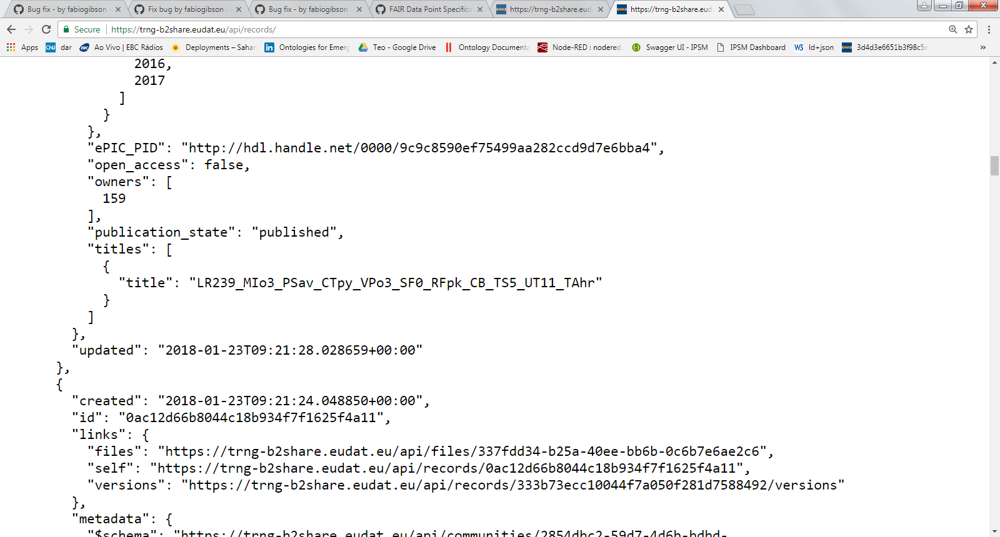 Bug fix - by fabiogibson
Fix bug by fabiogibson
Bug fix - by fabiogibson
FAIR Data Point Specifica
https://trng-b2share.euda
https://trng-b2share.eud
Secure
https://trng-b2share.eudat.eu/api/records/
Apps
CNJ
dar
EBC
Ao Vivo | EBC Rádios
Deployments – Sahar
in
Ontologies for Emerg
Teo - Google Drive
Ontology Documenta
Node-RED : nodered.
Swagger UI - IPSM
IPSM Dashboard
W3
ld+json
3d4d3e6651b3f98c5e
»
2016,
2017
]
}
},
"ePIC_PID": "http://hdl.handle.net/0000/9c9c8590ef75499aa282ccd9d7e6bba4",
"open_access": false,
"owners": [
159
],
"publication_state": "published",
"titles": [
{
"title": "LR239_MIo3_PSav_CTpy_VPo3_SF0_RFpk_CB_TS5_UT11_TAhr"
}
]
},
"updated": "2018-01-23T09:21:28.028659+00:00"
},
{
"created": "2018-01-23T09:21:24.048850+00:00",
"id": "0ac12d66b8044c18b934f7f1625f4a11",
"links": {
"files": "https://trng-b2share.eudat.eu/api/files/337fdd34-b25a-40ee-bb6b-0c6b7e6ae2c6",
"self": "https://trng-b2share.eudat.eu/api/records/0ac12d66b8044c18b934f7f1625f4a11",
"versions": "https://trng-b2share.eudat.eu/api/records/333b73ecc10044f7a050f281d7588492/versions"
},
"metadata": {
"$schema": "https://trng-b2share.eudat.eu/api/communities/2854dbc2-59d7-4d6b-bdbd-